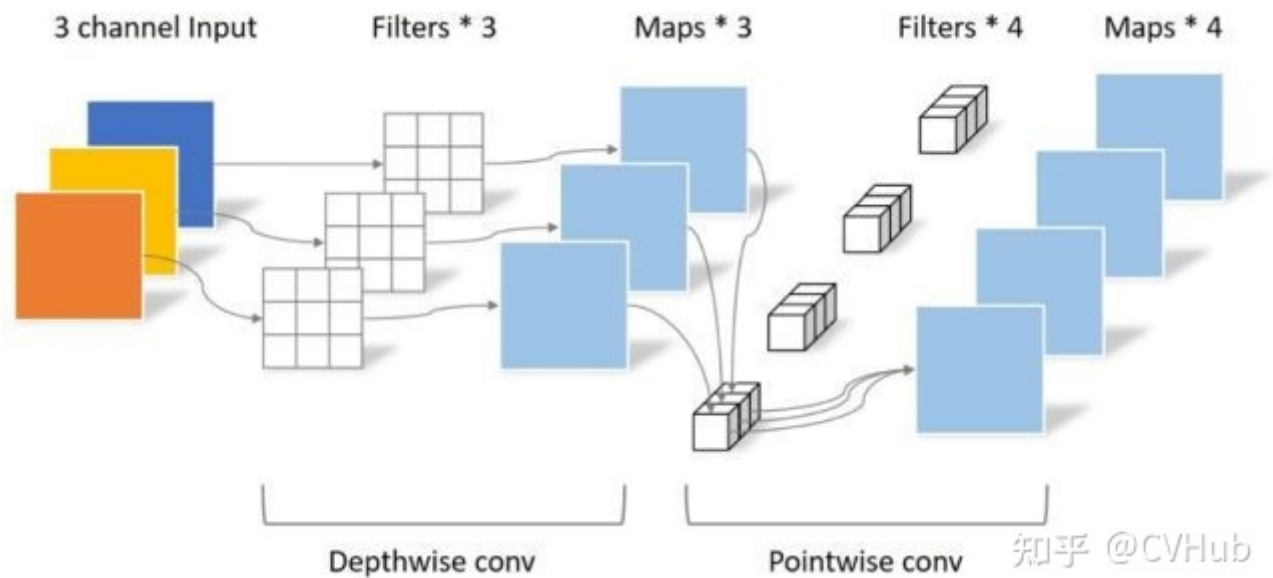 3 channel Input
Filters * 3
Maps * 3
Filters * 4
Maps * 4
Depthwise conv
Pointwise conv
知乎 @CVHub